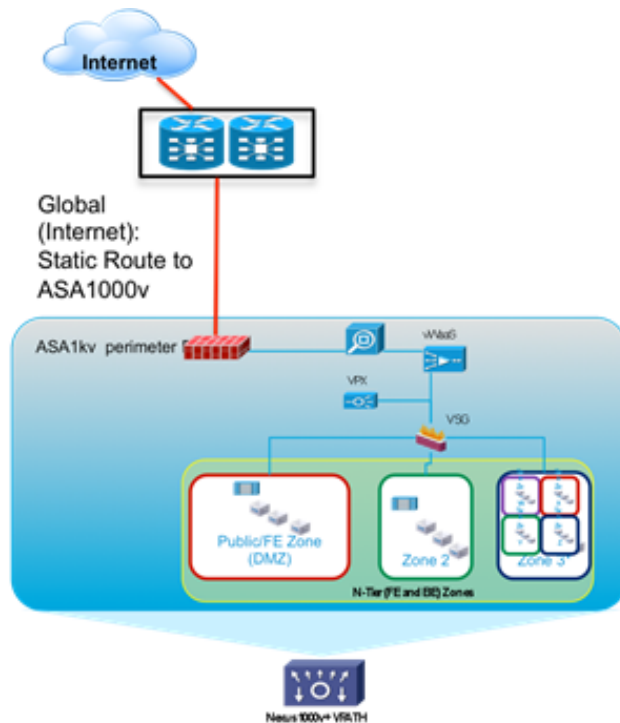 Internet
Global
(Internet):
Static Route to
ASA1000v
ASA1kv perimeter
vWaaS
VPX
VSG
Public/FE Zone
(DMZ)
Zone 2
Zone 3
N-Tier (FE and BE) Zones
Nexus 1000v+ VPATH